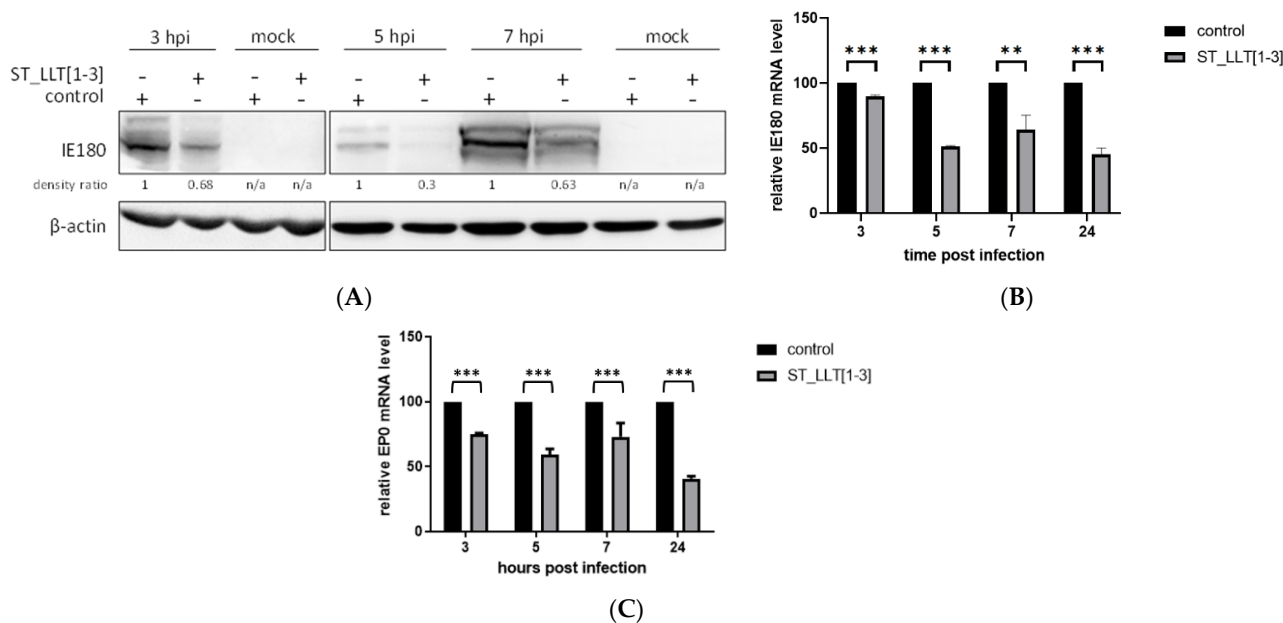 3 hpi mock 5 hpi 7 hpi mock
ST_LLT[1-3] - + - + - + - + - +
control + - + - + - + - + -
IE180
density ratio 1 0.68 n/a n/a 1 0.3 1 0.63 n/a n/a
β-actin
(A)
relative IE180 mRNA level
150
100
50
0
*** *** ** ***
3 5 7 24
time post infection
control
ST_LLT[1-3]
(B)
relative EP0 mRNA level
150
100
50
0
*** *** *** ***
3 5 7 24
hours post infection
control
ST_LLT[1-3]
(C)